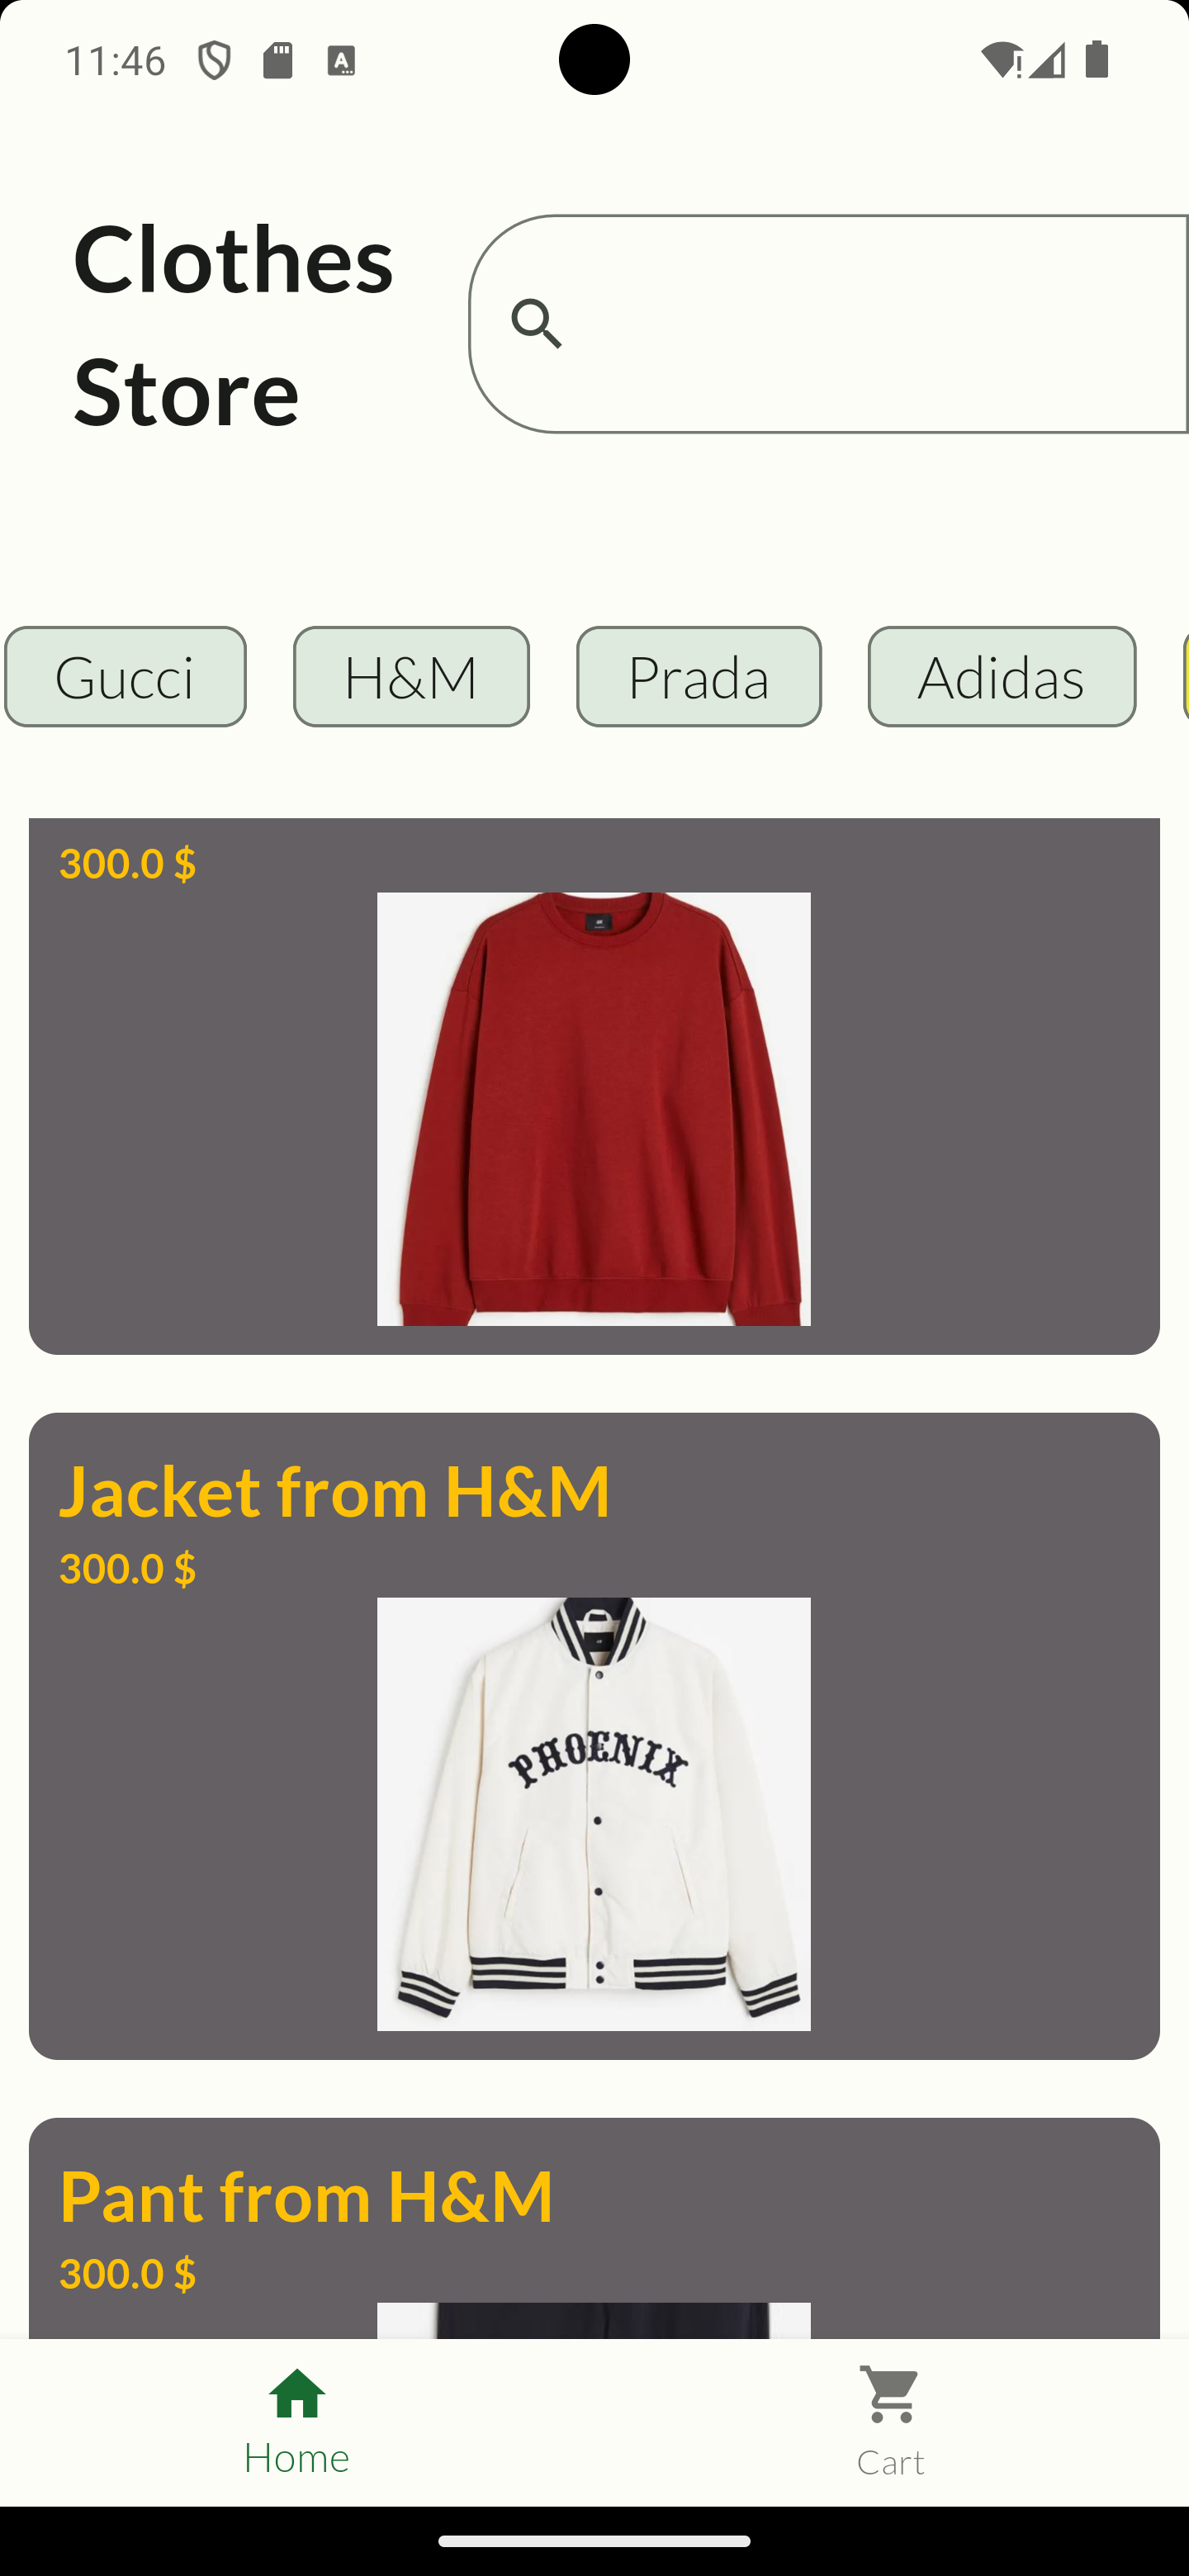 11:46
Clothes
Store
Gucci
H&M
Prada
Adidas
300.0 $
Jacket from H&M
300.0 $
PHOENIX
Pant from H&M
300.0 $
Home
Cart